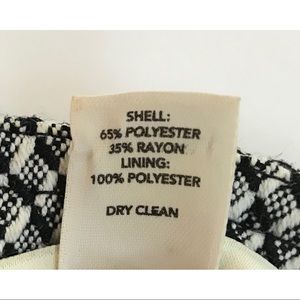 SHELL:
65% POLYESTER
35% RAYON
LINING:
100% POLYESTER
DRY CLEAN